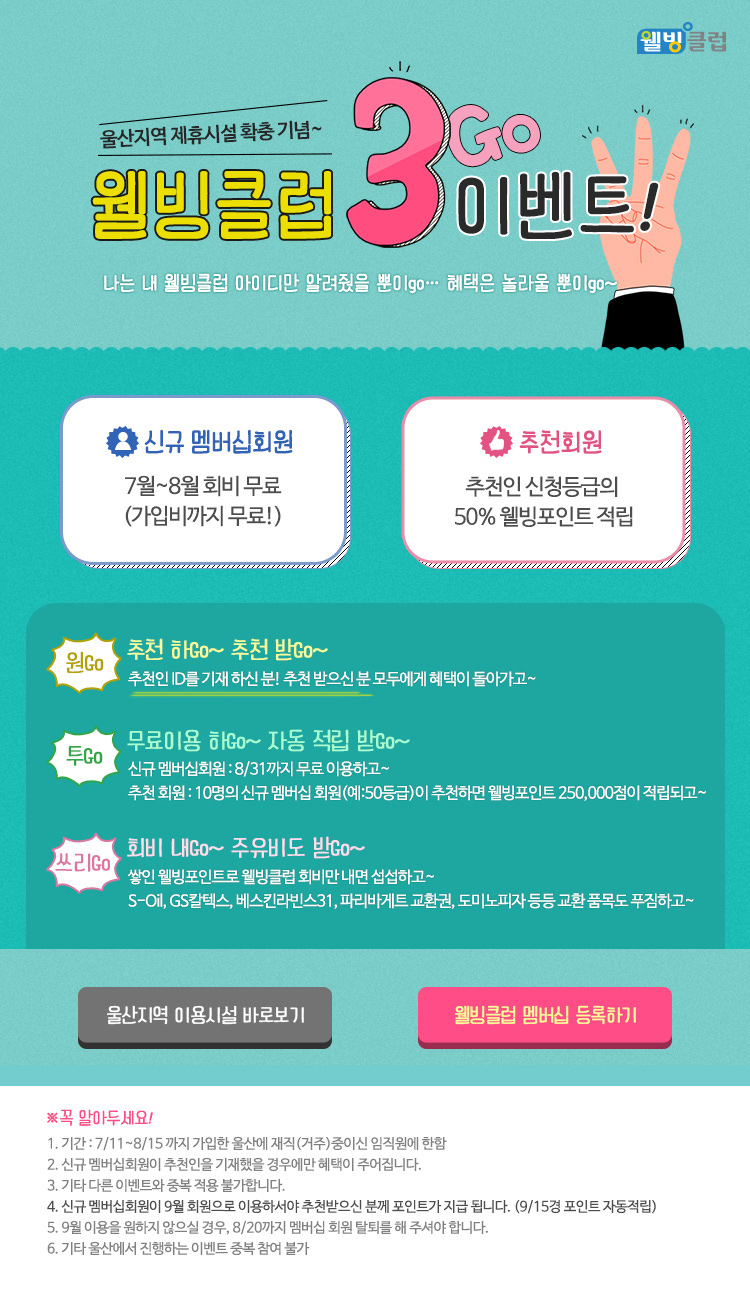 웰빙클럽
울산지역 제휴시설 확충 기념~
웰빙클럽 3Go 이벤트!
나는 내 웰빙클럽 아이디만 알려줬을 뿐이go… 혜택은 놀라울 뿐이go~
신규 멤버십회원
7월~8월 회비 무료
(가입비까지 무료!)
추천회원
추천인 신청등급의
50% 웰빙포인트 적립
원Go
추천 하Go~ 추천 받Go~
추천인 ID를 기재 하신 분! 추천 받으신 분 모두에게 혜택이 돌아가고~
투Go
무료이용 하Go~ 자동 적립 받Go~
신규 멤버십회원 : 8/31까지 무료 이용하고~
추천 회원 : 10명의 신규 멤버십 회원(예:50등급)이 추천하면 웰빙포인트 250,000점이 적립되고~
쓰리Go
회비 내Go~ 주유비도 받Go~
쌓인 웰빙포인트로 웰빙클럽 회비만 내면 섭섭하고~
S-Oil, GS칼텍스, 베스킨라빈스31, 파리바게트 교환권, 도미노피자 등등 교환 품목도 푸짐하고~
울산지역 이용시설 바로보기
웰빙클럽 멤버십 등록하기
※꼭 알아두세요!
1. 기간 : 7/11~8/15 까지 가입한 울산에 재직(거주)중이신 임직원에 한함
2. 신규 멤버십회원이 추천인을 기재했을 경우에만 혜택이 주어집니다.
3. 기타 다른 이벤트와 중복 적용 불가합니다.
4. 신규 멤버십회원이 9월 회원으로 이용하서야 추천받으신 분께 포인트가 지급 됩니다. (9/15경 포인트 자동적립)
5. 9월 이용을 원하지 않으실 경우, 8/20까지 멤버십 회원 탈퇴를 해 주셔야 합니다.
6. 기타 울산에서 진행하는 이벤트 중복 참여 불가